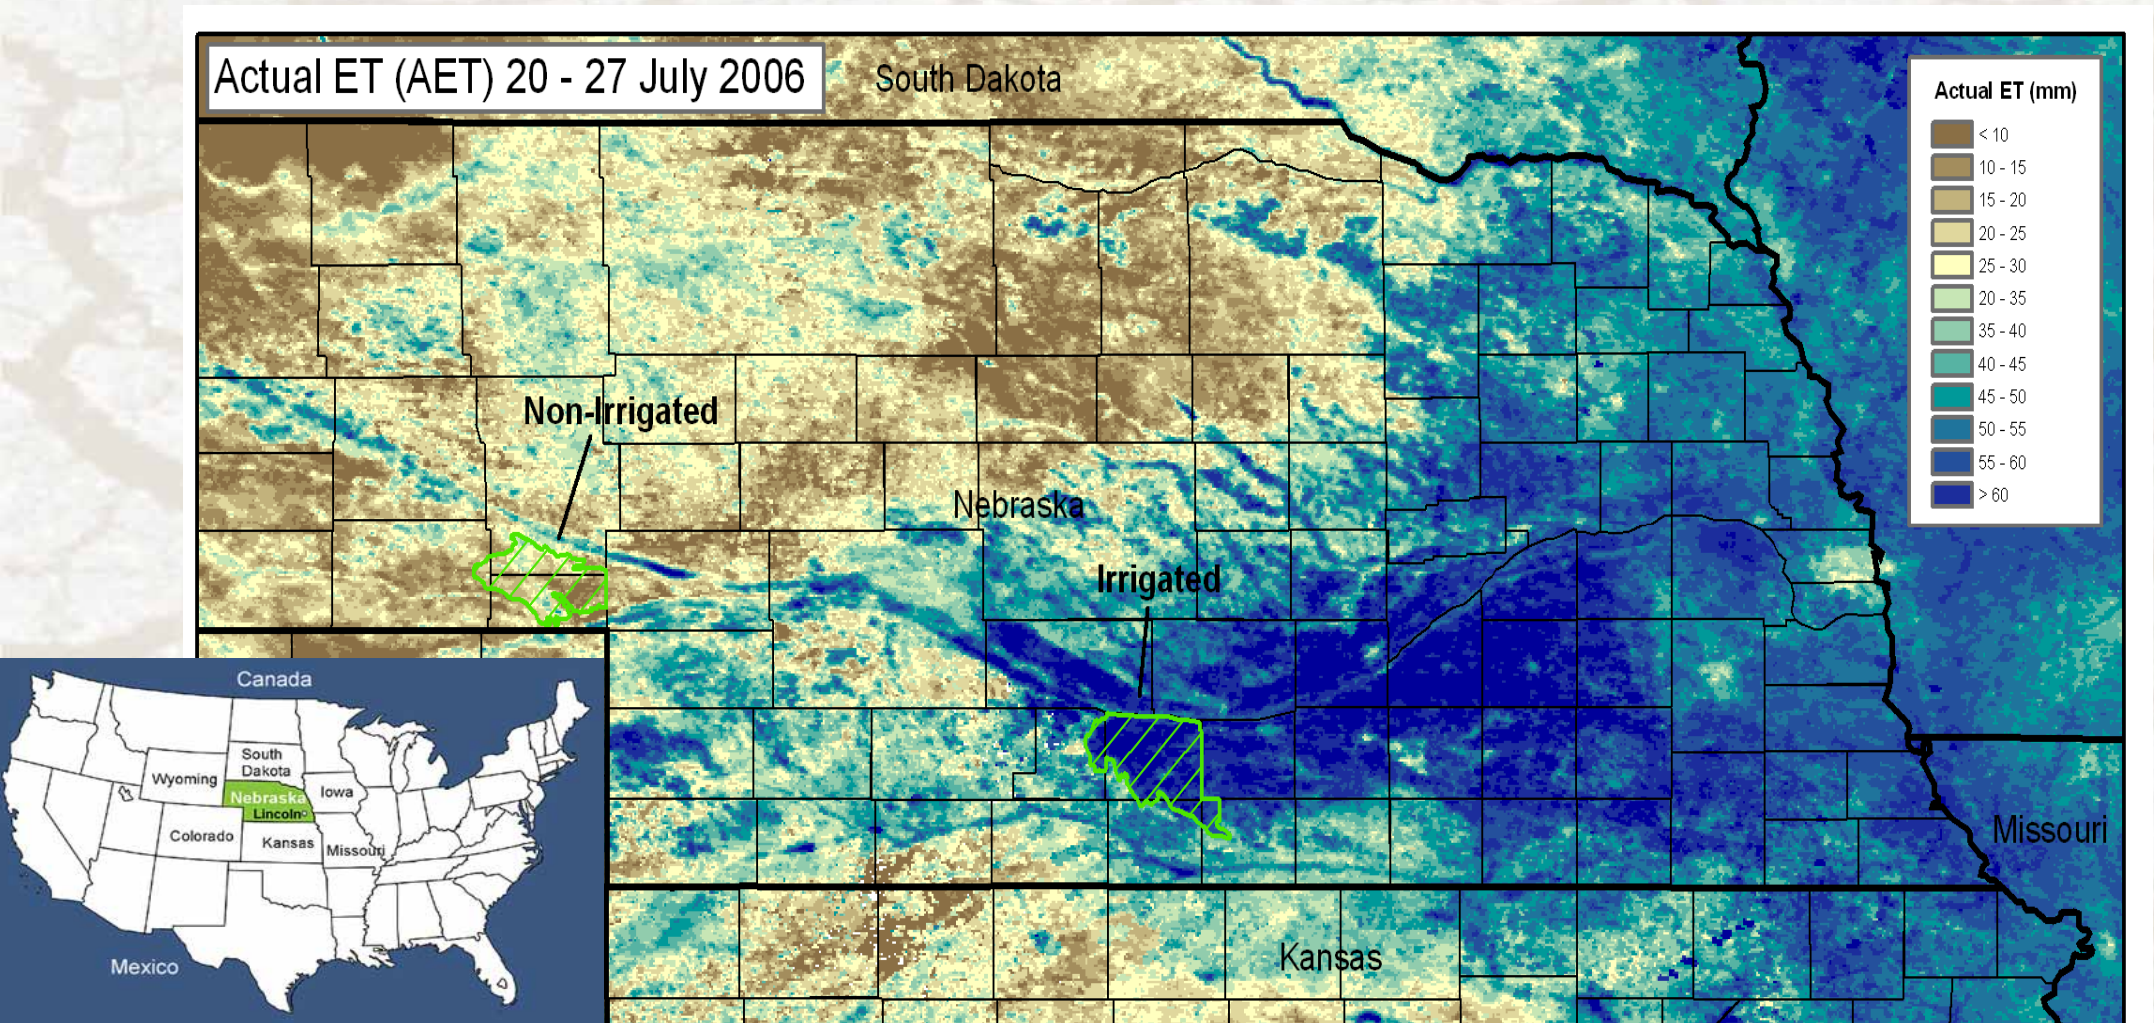 Actual ET (AET) 20 - 27 July 2006
South Dakota
Actual ET (mm)
< 10
10 - 15
15 - 20
20 - 25
25 - 30
20 - 35
35 - 40
40 - 45
45 - 50
50 - 55
55 - 60
> 60
Non-Irrigated
Nebraska
Irrigated
Missouri
Kansas
Canada
South
Dakota
Wyoming
Iowa
Nebraska
Lincoln
Colorado
Kansas
Missouri
Mexico